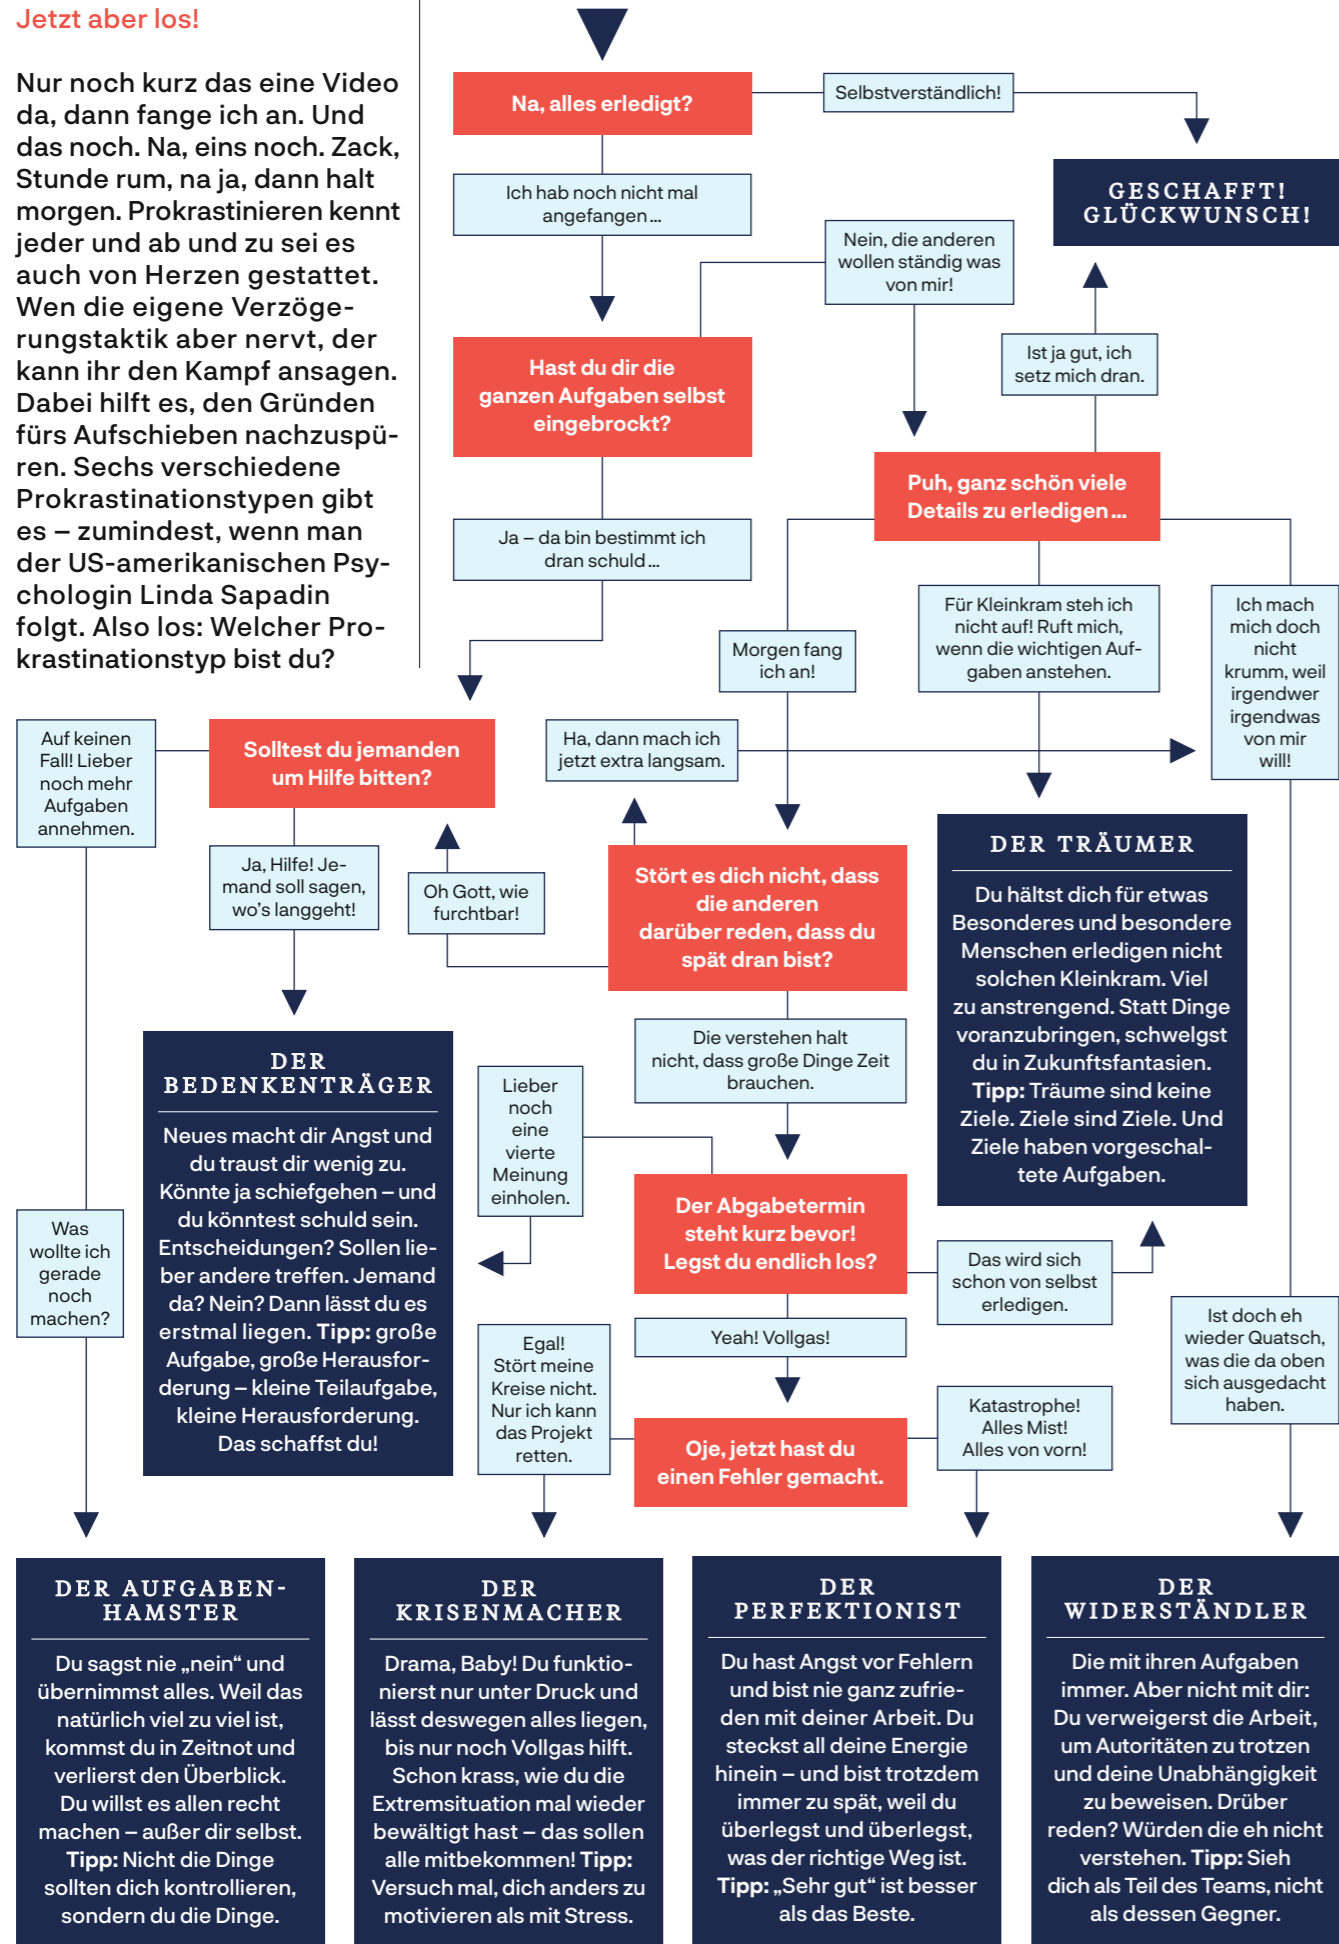 Jetzt aber los!
Nur noch kurz das eine Video
da, dann fange ich an. Und
das noch. Na, eins noch. Zack,
Stunde rum, na ja, dann halt
morgen. Prokrastinieren kennt
jeder und ab und zu sei es
auch von Herzen gestattet.
Wen die eigene Verzöge-
rungstaktik aber nervt, der
kann ihr den Kampf ansagen.
Dabei hilft es, den Gründen
fürs Aufschieben nachzuspü-
ren. Sechs verschiedene
Prokrastinationstypen gibt
es – zumindest, wenn man
der US-amerikanischen Psy-
chologin Linda Sapadin
folgt. Also los: Welcher Pro-
krastinationstyp bist du?
Na, alles erledigt?
Selbstverständlich!
GESCHAFFT!
GLÜCKWUNSCH!
Ich hab noch nicht mal
angefangen…
Nein, die anderen
wollen ständig was
von mir!
Hast du dir die
ganzen Aufgaben selbst
eingebrockt?
Ist ja gut, ich
setz mich dran.
Puh, ganz schön viele
Details zu erledigen…
Ja – da bin bestimmt ich
dran schuld…
Morgen fang
ich an!
Für Kleinkram steh ich
nicht auf! Ruft mich,
wenn die wichtigen Auf-
gaben anstehen.
Ich mach
mich doch
nicht
krumm, weil
irgendwer
irgendwas
von mir
will!
Auf keinen
Fall! Lieber
noch mehr
Aufgaben
annehmen.
Solltest du jemanden
um Hilfe bitten?
Ha, dann mach ich
jetzt extra langsam.
Ja, Hilfe! Je-
mand soll sagen,
wo's langgeht!
Oh Gott, wie
furchtbar!
Stört es dich nicht, dass
die anderen
darüber reden, dass du
spät dran bist?
DER TRÄUMER
Du hältst dich für etwas
Besonderes und besondere
Menschen erledigen nicht
solchen Kleinkram. Viel
zu anstrengend. Statt Dinge
voranzubringen, schwelgst
du in Zukunftsfantasien.
Tipp: Träume sind keine
Ziele. Ziele sind Ziele. Und
Ziele haben vorgeschal-
tete Aufgaben.
Die verstehen halt
nicht, dass große Dinge Zeit
brauchen.
DER
BEDENKENTRÄGER
Neues macht dir Angst und
du traust dir wenig zu.
Könnte ja schiefgehen – und
du könntest schuld sein.
Entscheidungen? Sollen lie-
ber andere treffen. Jemand
da? Nein? Dann lässt du es
erstmal liegen. Tipp: große
Aufgabe, große Herausfor-
derung – kleine Teilaufgabe,
kleine Herausforderung.
Das schaffst du!
Lieber
noch
eine
vierte
Meinung
einholen.
Der Abgabetermin
steht kurz bevor!
Legst du endlich los?
Was
wollte ich
gerade
noch
machen?
Das wird sich
schon von selbst
erledigen.
Ist doch eh
wieder Quatsch,
was die da oben
sich ausgedacht
haben.
Yeah! Vollgas!
Egal!
Stört meine
Kreise nicht.
Nur ich kann
das Projekt
retten.
Oje, jetzt hast du
einen Fehler gemacht.
Katastrophe!
Alles Mist!
Alles von vorn!
DER AUFGABEN-
HAMSTER
Du sagst nie „nein“ und
übernimmst alles. Weil das
natürlich viel zu viel ist,
kommst du in Zeitnot und
verlierst den Überblick.
Du willst es allen recht
machen – außer dir selbst.
Tipp: Nicht die Dinge
sollten dich kontrollieren,
sondern du die Dinge.
DER
KRISENMACHER
Drama, Baby! Du funktio-
nierst nur unter Druck und
lässt deswegen alles liegen,
bis nur noch Vollgas hilft.
Schon krass, wie du die
Extremsituation mal wieder
bewältigt hast – das sollen
alle mitbekommen! Tipp:
Versuch mal, dich anders zu
motivieren als mit Stress.
DER
PERFEKTIONIST
Du hast Angst vor Fehlern
und bist nie ganz zufrie-
den mit deiner Arbeit. Du
steckst all deine Energie
hinein – und bist trotzdem
immer zu spät, weil du
überlegst und überlegst,
was der richtige Weg ist.
Tipp: „Sehr gut“ ist besser
als das Beste.
DER
WIDERSTÄNDLER
Die mit ihren Aufgaben
immer. Aber nicht mit dir:
Du verweigerst die Arbeit,
um Autoritäten zu trotzen
und deine Unabhängigkeit
zu beweisen. Drüber
reden? Würden die eh nicht
verstehen. Tipp: Sieh
dich als Teil des Teams, nicht
als dessen Gegner.